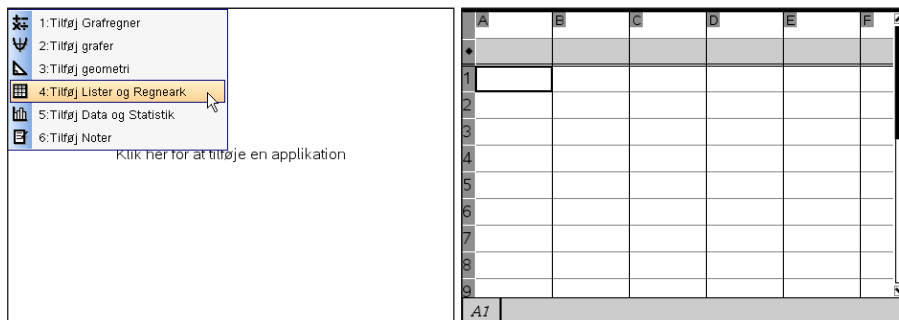 1:Tilføj Grafregner
2:Tilføj grafer
3:Tilføj geometri
4:Tilføj Lister og Regneark
5:Tilføj Data og Statistik
6:Tilføj Noter
Klik her for at tilføje en applikation
A B C D E F
1
2
3
4
5
6
7
8
9
A1